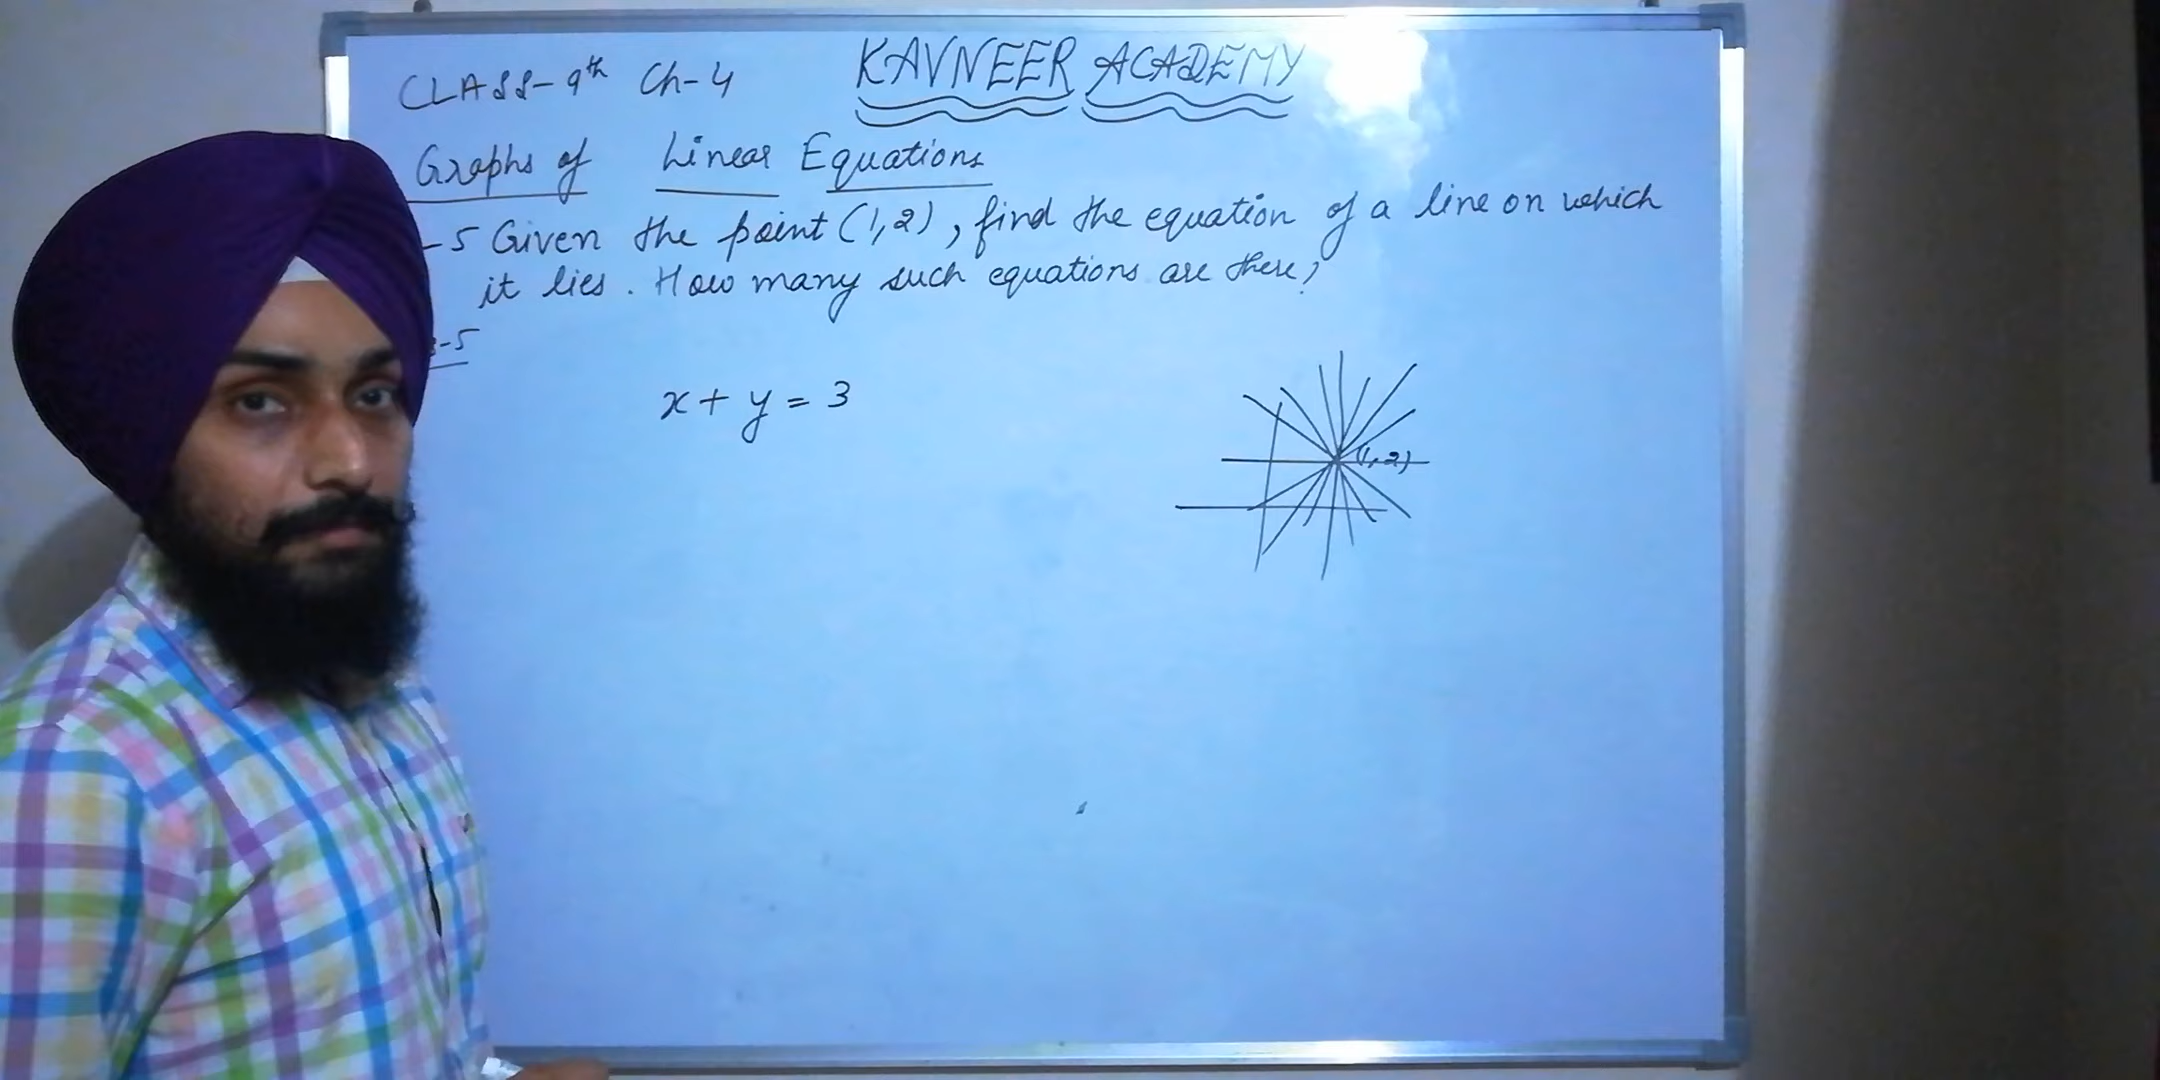 CLASS-9th Ch-4 KAVNEER ACADEMY
Graphs of Linear Equations
-5 Given the point (1,2), find the equation of a line on which
it lies. How many such equations are there?
-5
x + y = 3
(1,2)